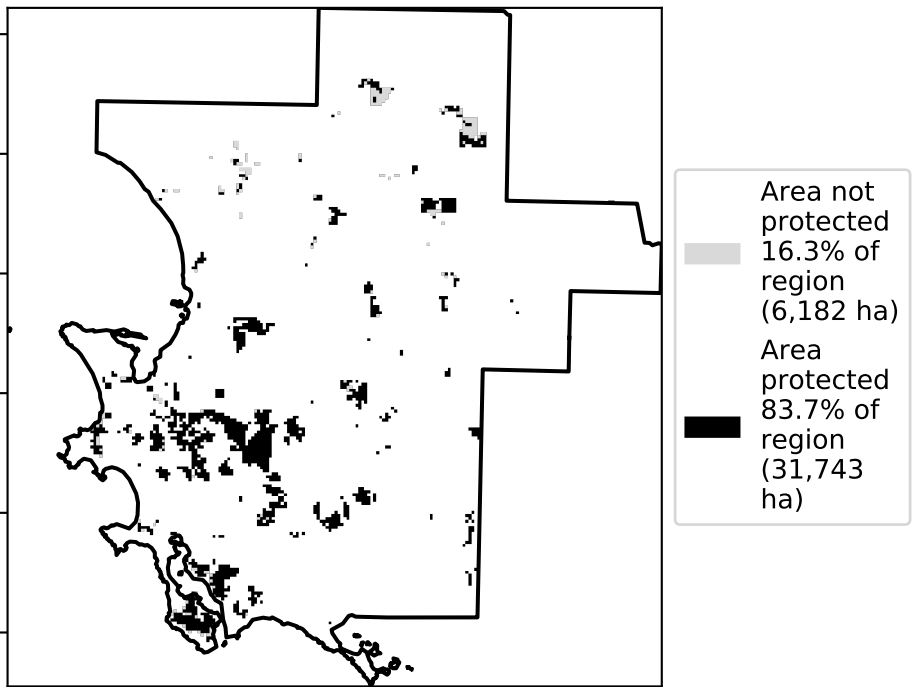 Area not
protected
16.3% of
region
(6,182 ha)
Area
protected
83.7% of
region
(31,743
ha)